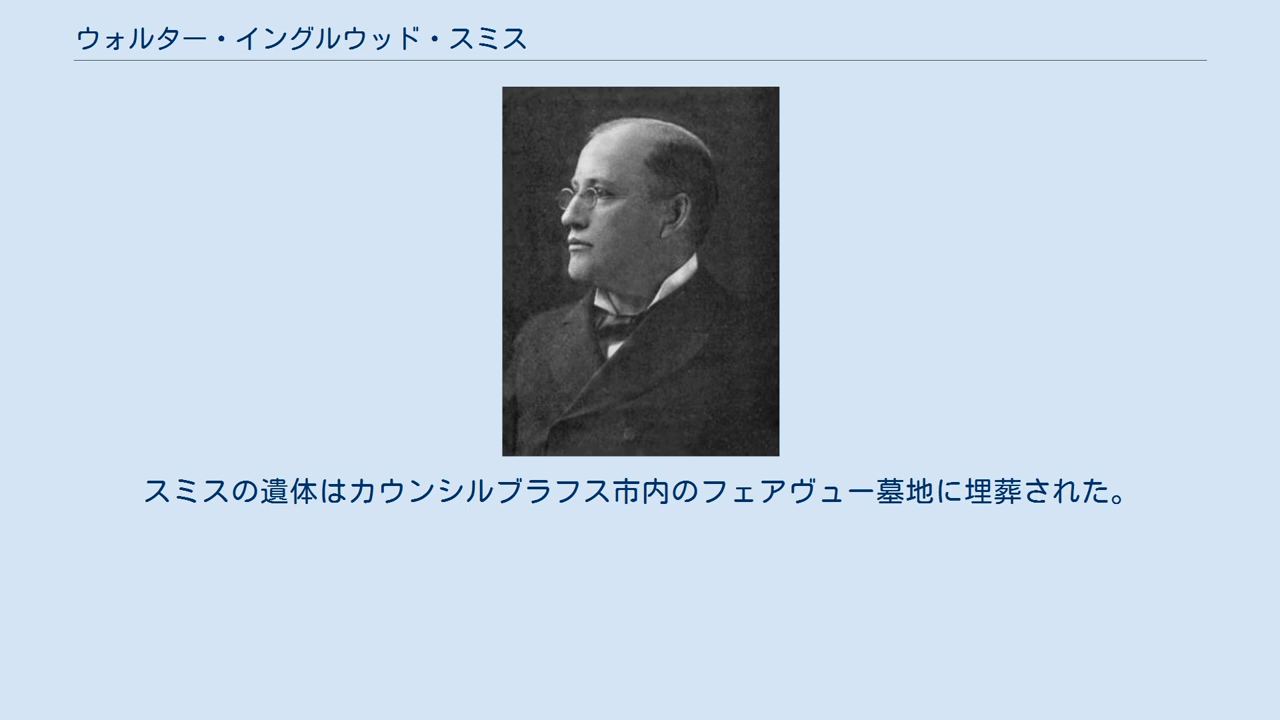 ウォルター・イングルウッド・スミス
スミスの遺体はカウンシルブラフス市内のフェアヴュー墓地に埋葬された。